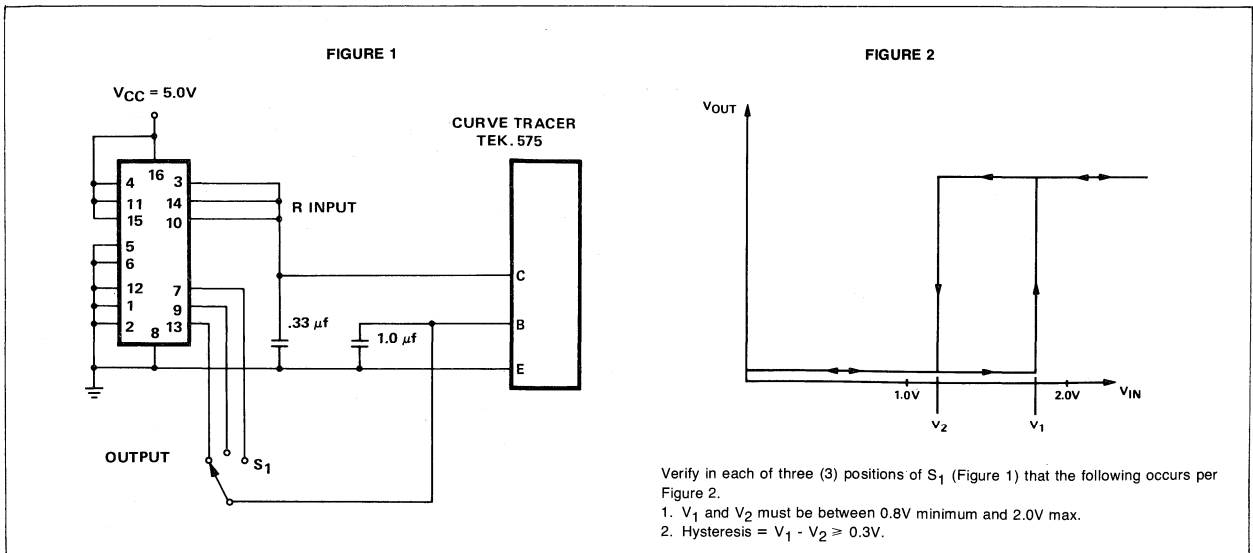 FIGURE 1
VCC = 5.0V
CURVE TRACER
TEK. 575
16
4
3
11
14
15
10
R INPUT
5
6
12
7
1
9
2
8
13
.33 μf
1.0 μf
C
B
E
OUTPUT
S1
FIGURE 2
VOUT
1.0V
2.0V
VIN
V2
V1
Verify in each of three (3) positions of S1 (Figure 1) that the following occurs per
Figure 2.
1. V1 and V2 must be between 0.8V minimum and 2.0V max.
2. Hysteresis = V1 - V2 ⩾ 0.3V.